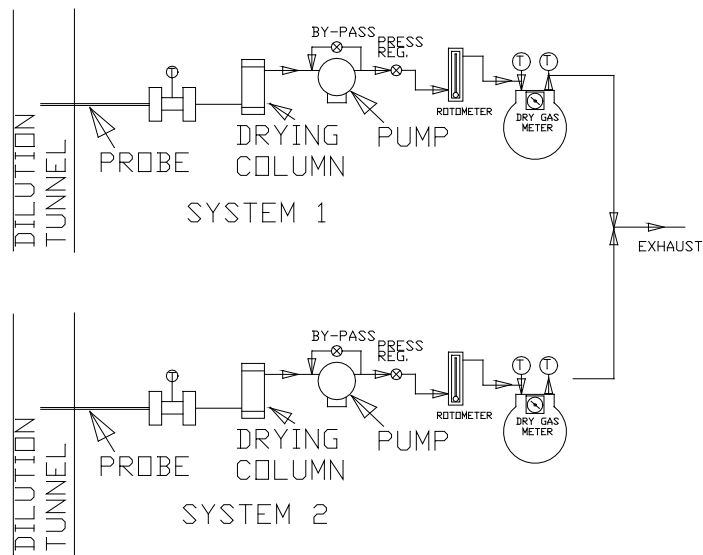 BY-PASS
PRESS
REG.
T
T
T
ROTOMETER
DRY GAS
METER
DRYING
COLUMN
PUMP
PROBE
DILUTION
TUNNEL
SYSTEM 1
EXHAUST
BY-PASS
PRESS
REG.
T
T
T
ROTOMETER
DRY GAS
METER
DRYING
COLUMN
PUMP
PROBE
DILUTION
TUNNEL
SYSTEM 2